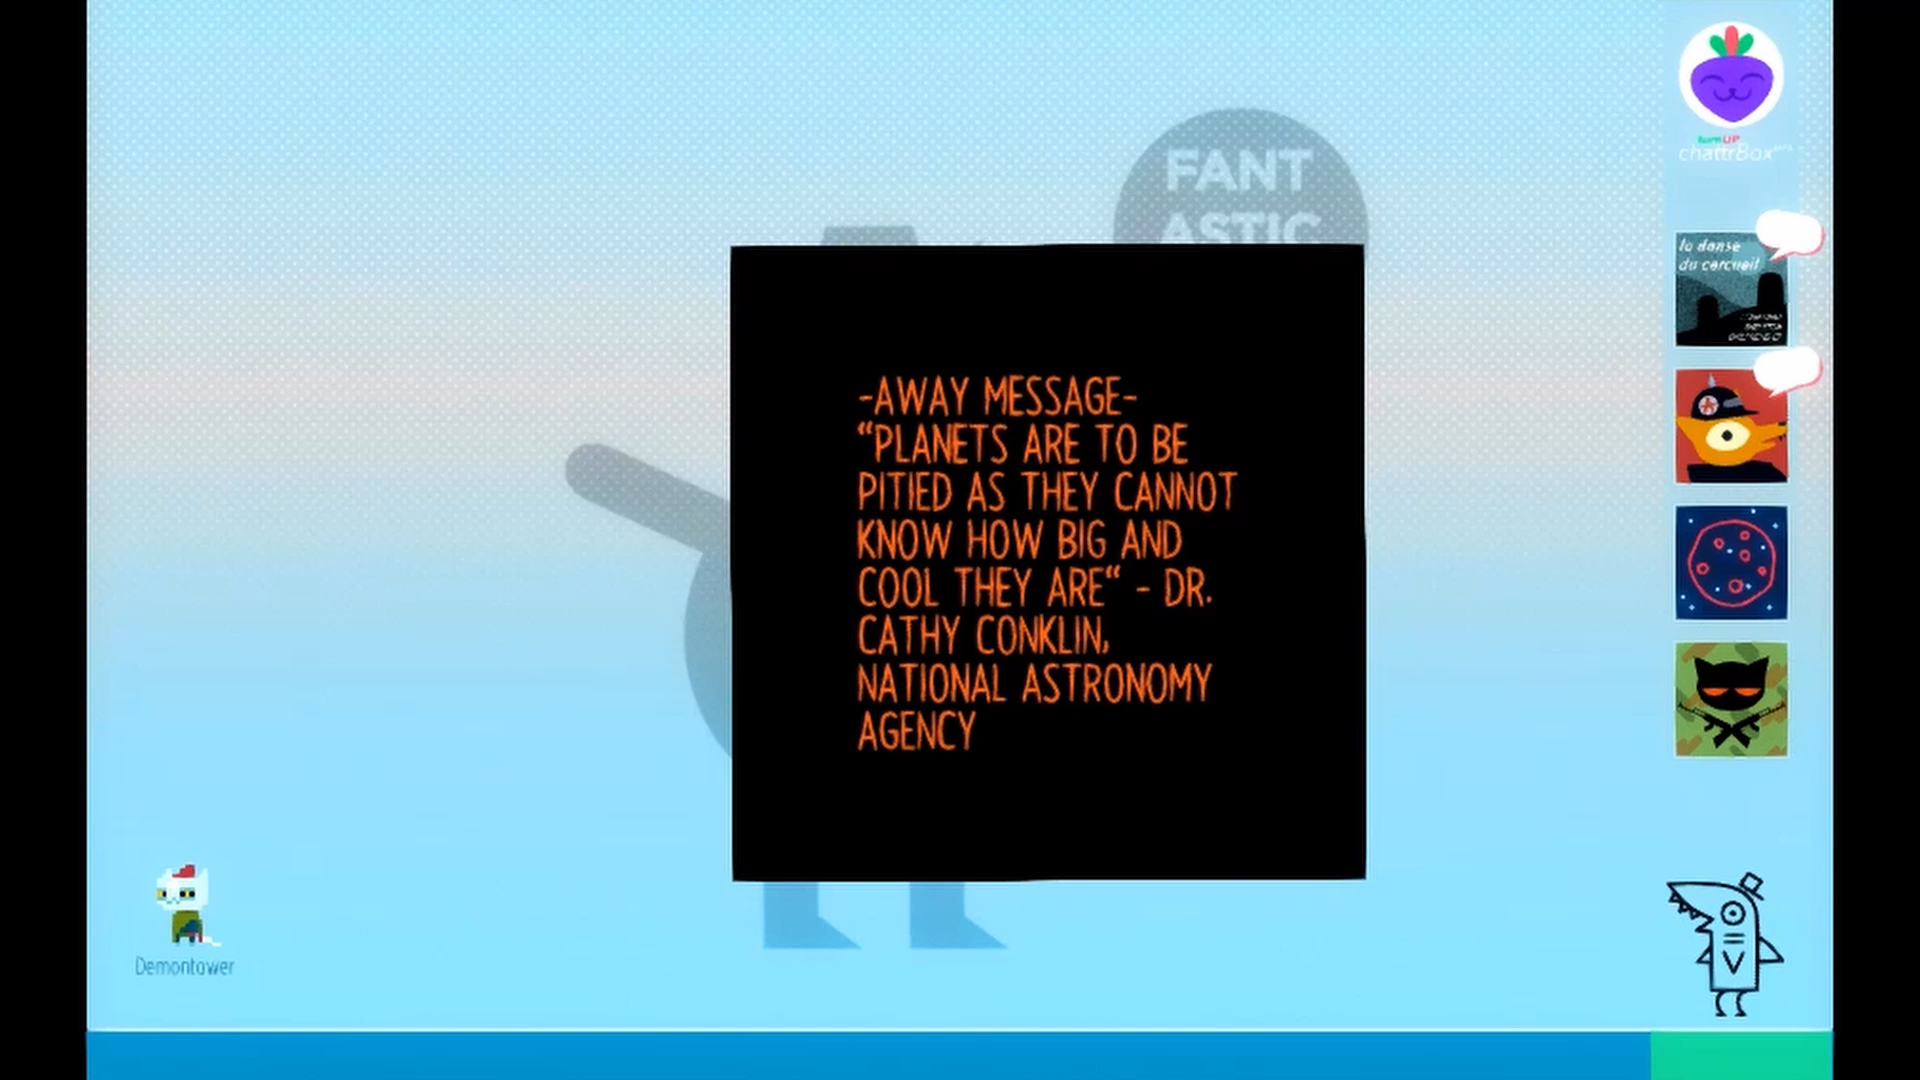 FANT
ASTIC
turnUP
chattrBox
la danse
du cercueil
-AWAY MESSAGE-
“PLANETS ARE TO BE
PITIED AS THEY CANNOT
KNOW HOW BIG AND
COOL THEY ARE“ - DR.
CATHY CONKLIN,
NATIONAL ASTRONOMY
AGENCY
Demontower